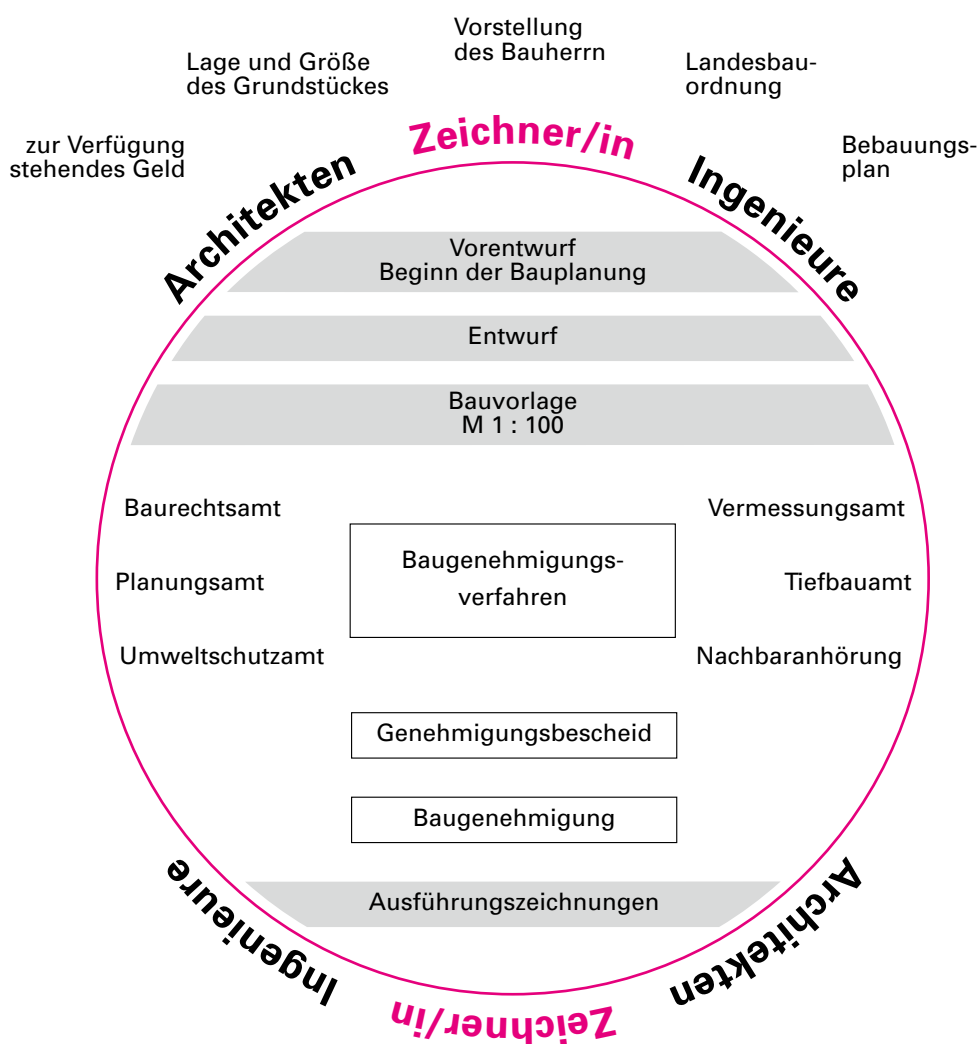 Vorstellung
des Bauherrn
Lage und Größe
des Grundstückes
Landesbau-
ordnung
zur Verfügung
stehendes Geld
Bebauungs-
plan
Architekten
Zeichner/in
Ingenieure
Vorentwurf
Beginn der Bauplanung
Entwurf
Bauvorlage
M 1 : 100
Baurechtsamt
Vermessungsamt
Baugenehmigungs-
verfahren
Planungsamt
Tiefbauamt
Umweltschutzamt
Nachbaranhörung
Genehmigungsbescheid
Baugenehmigung
Ausführungszeichnungen
Ingenieure
Zeichner/in
Architekten